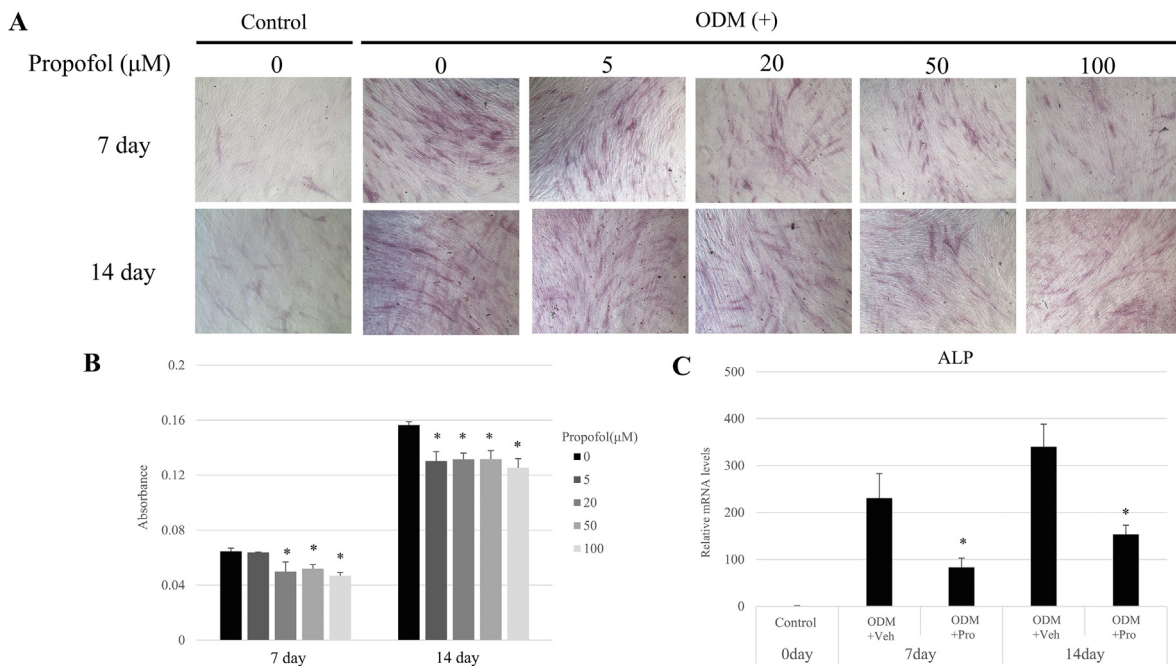 A
Control
ODM (+)
Propofol (μM)
0
0
5
20
50
100
7 day
14 day
B
0.2
0.16
0.12
0.08
0.04
0
Absorbance
* * * *
* * *
7 day
14 day
Propofol(μM)
0
5
20
50
100
C
ALP
500
400
300
200
100
0
Relative mRNA levels
*
*
Control
ODM +Veh
ODM +Pro
ODM +Veh
ODM +Pro
0day
7day
14day